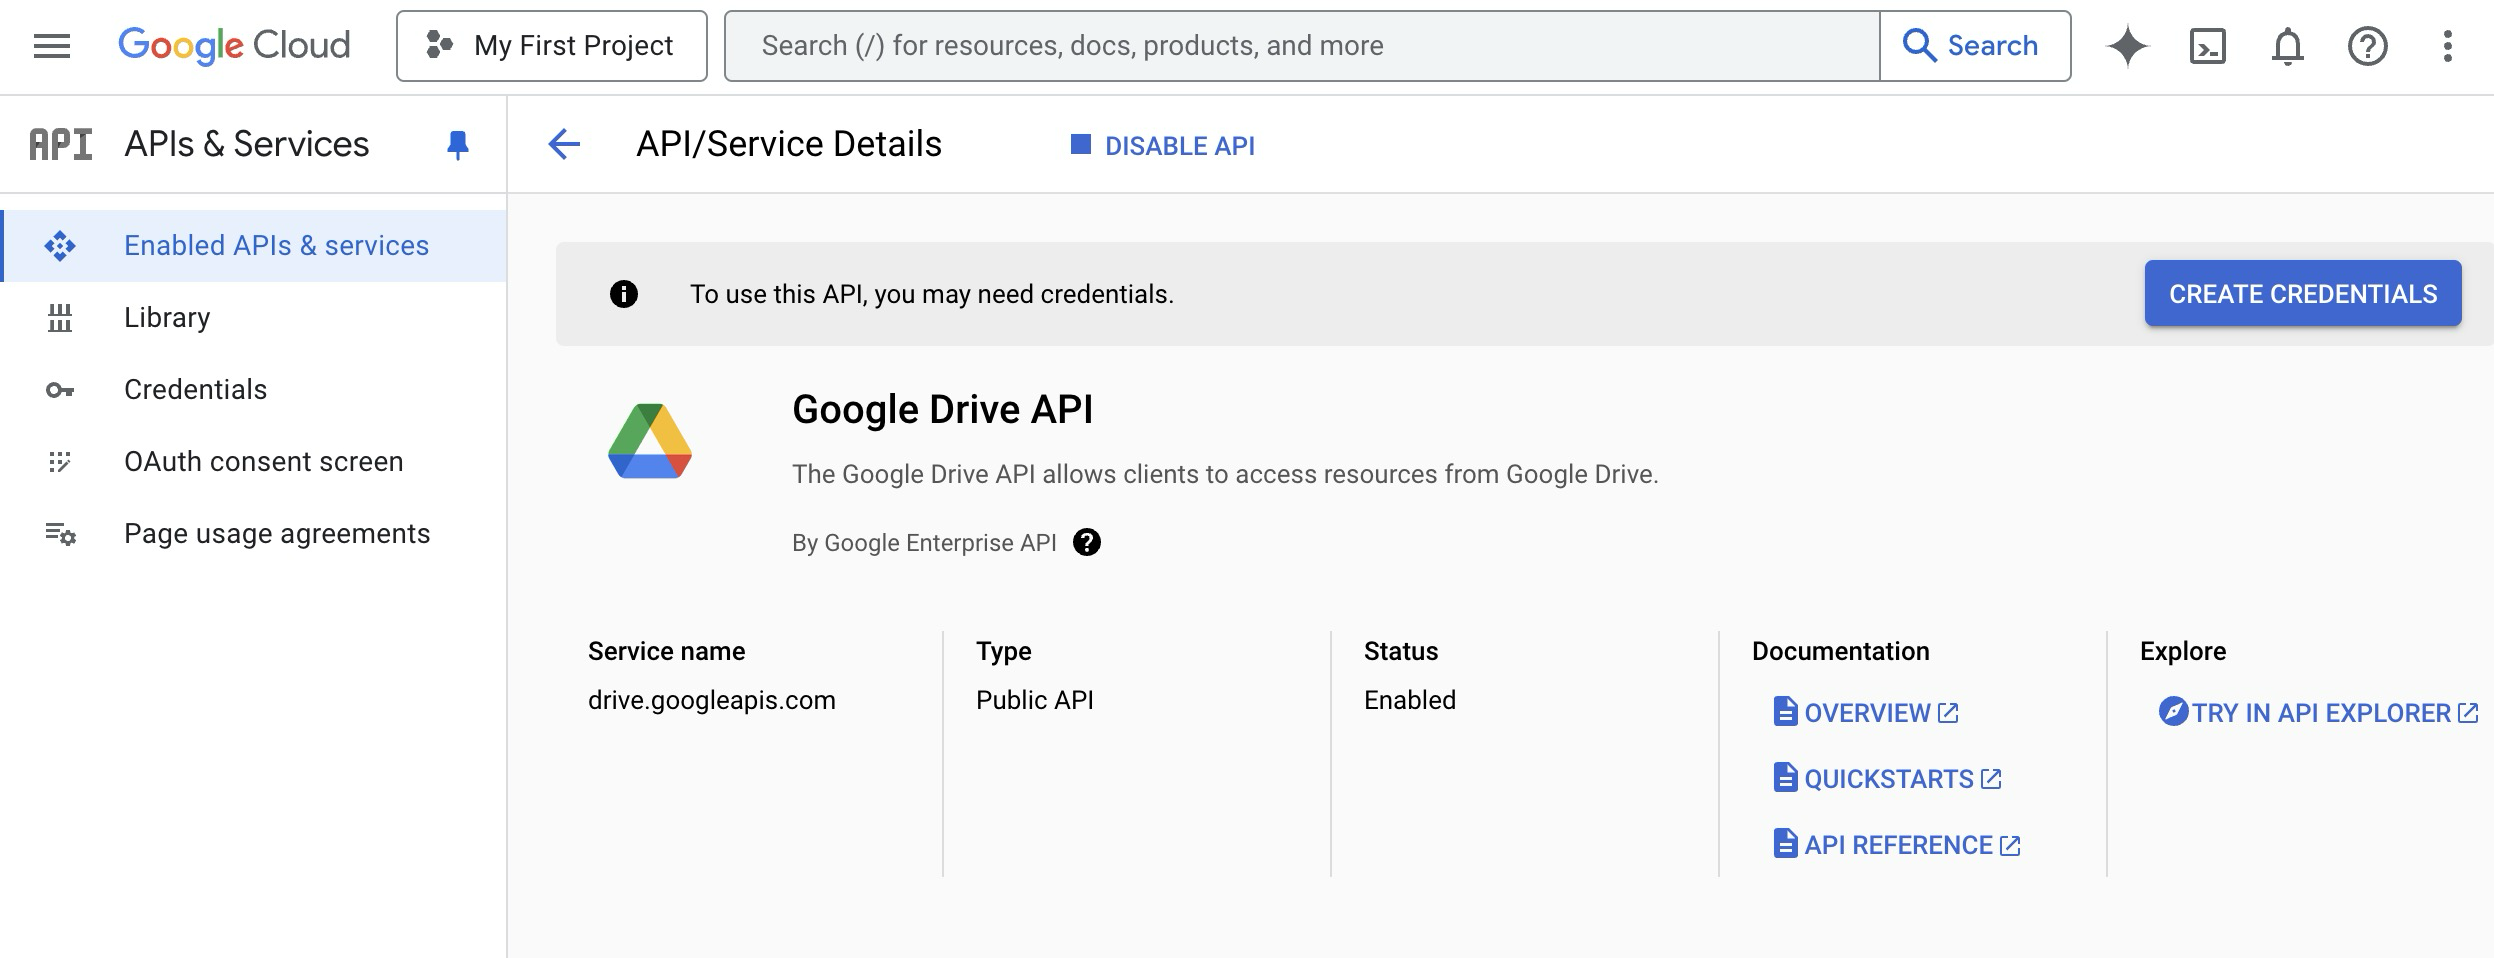 Google Cloud
My First Project
Search (/) for resources, docs, products, and more
Search
API
APIs & Services
API/Service Details
DISABLE API
Enabled APIs & services
Library
Credentials
OAuth consent screen
Page usage agreements
To use this API, you may need credentials.
CREATE CREDENTIALS
Google Drive API
The Google Drive API allows clients to access resources from Google Drive.
By Google Enterprise API
Service name
drive.googleapis.com
Type
Public API
Status
Enabled
Documentation
OVERVIEW
QUICKSTARTS
API REFERENCE
Explore
TRY IN API EXPLORER